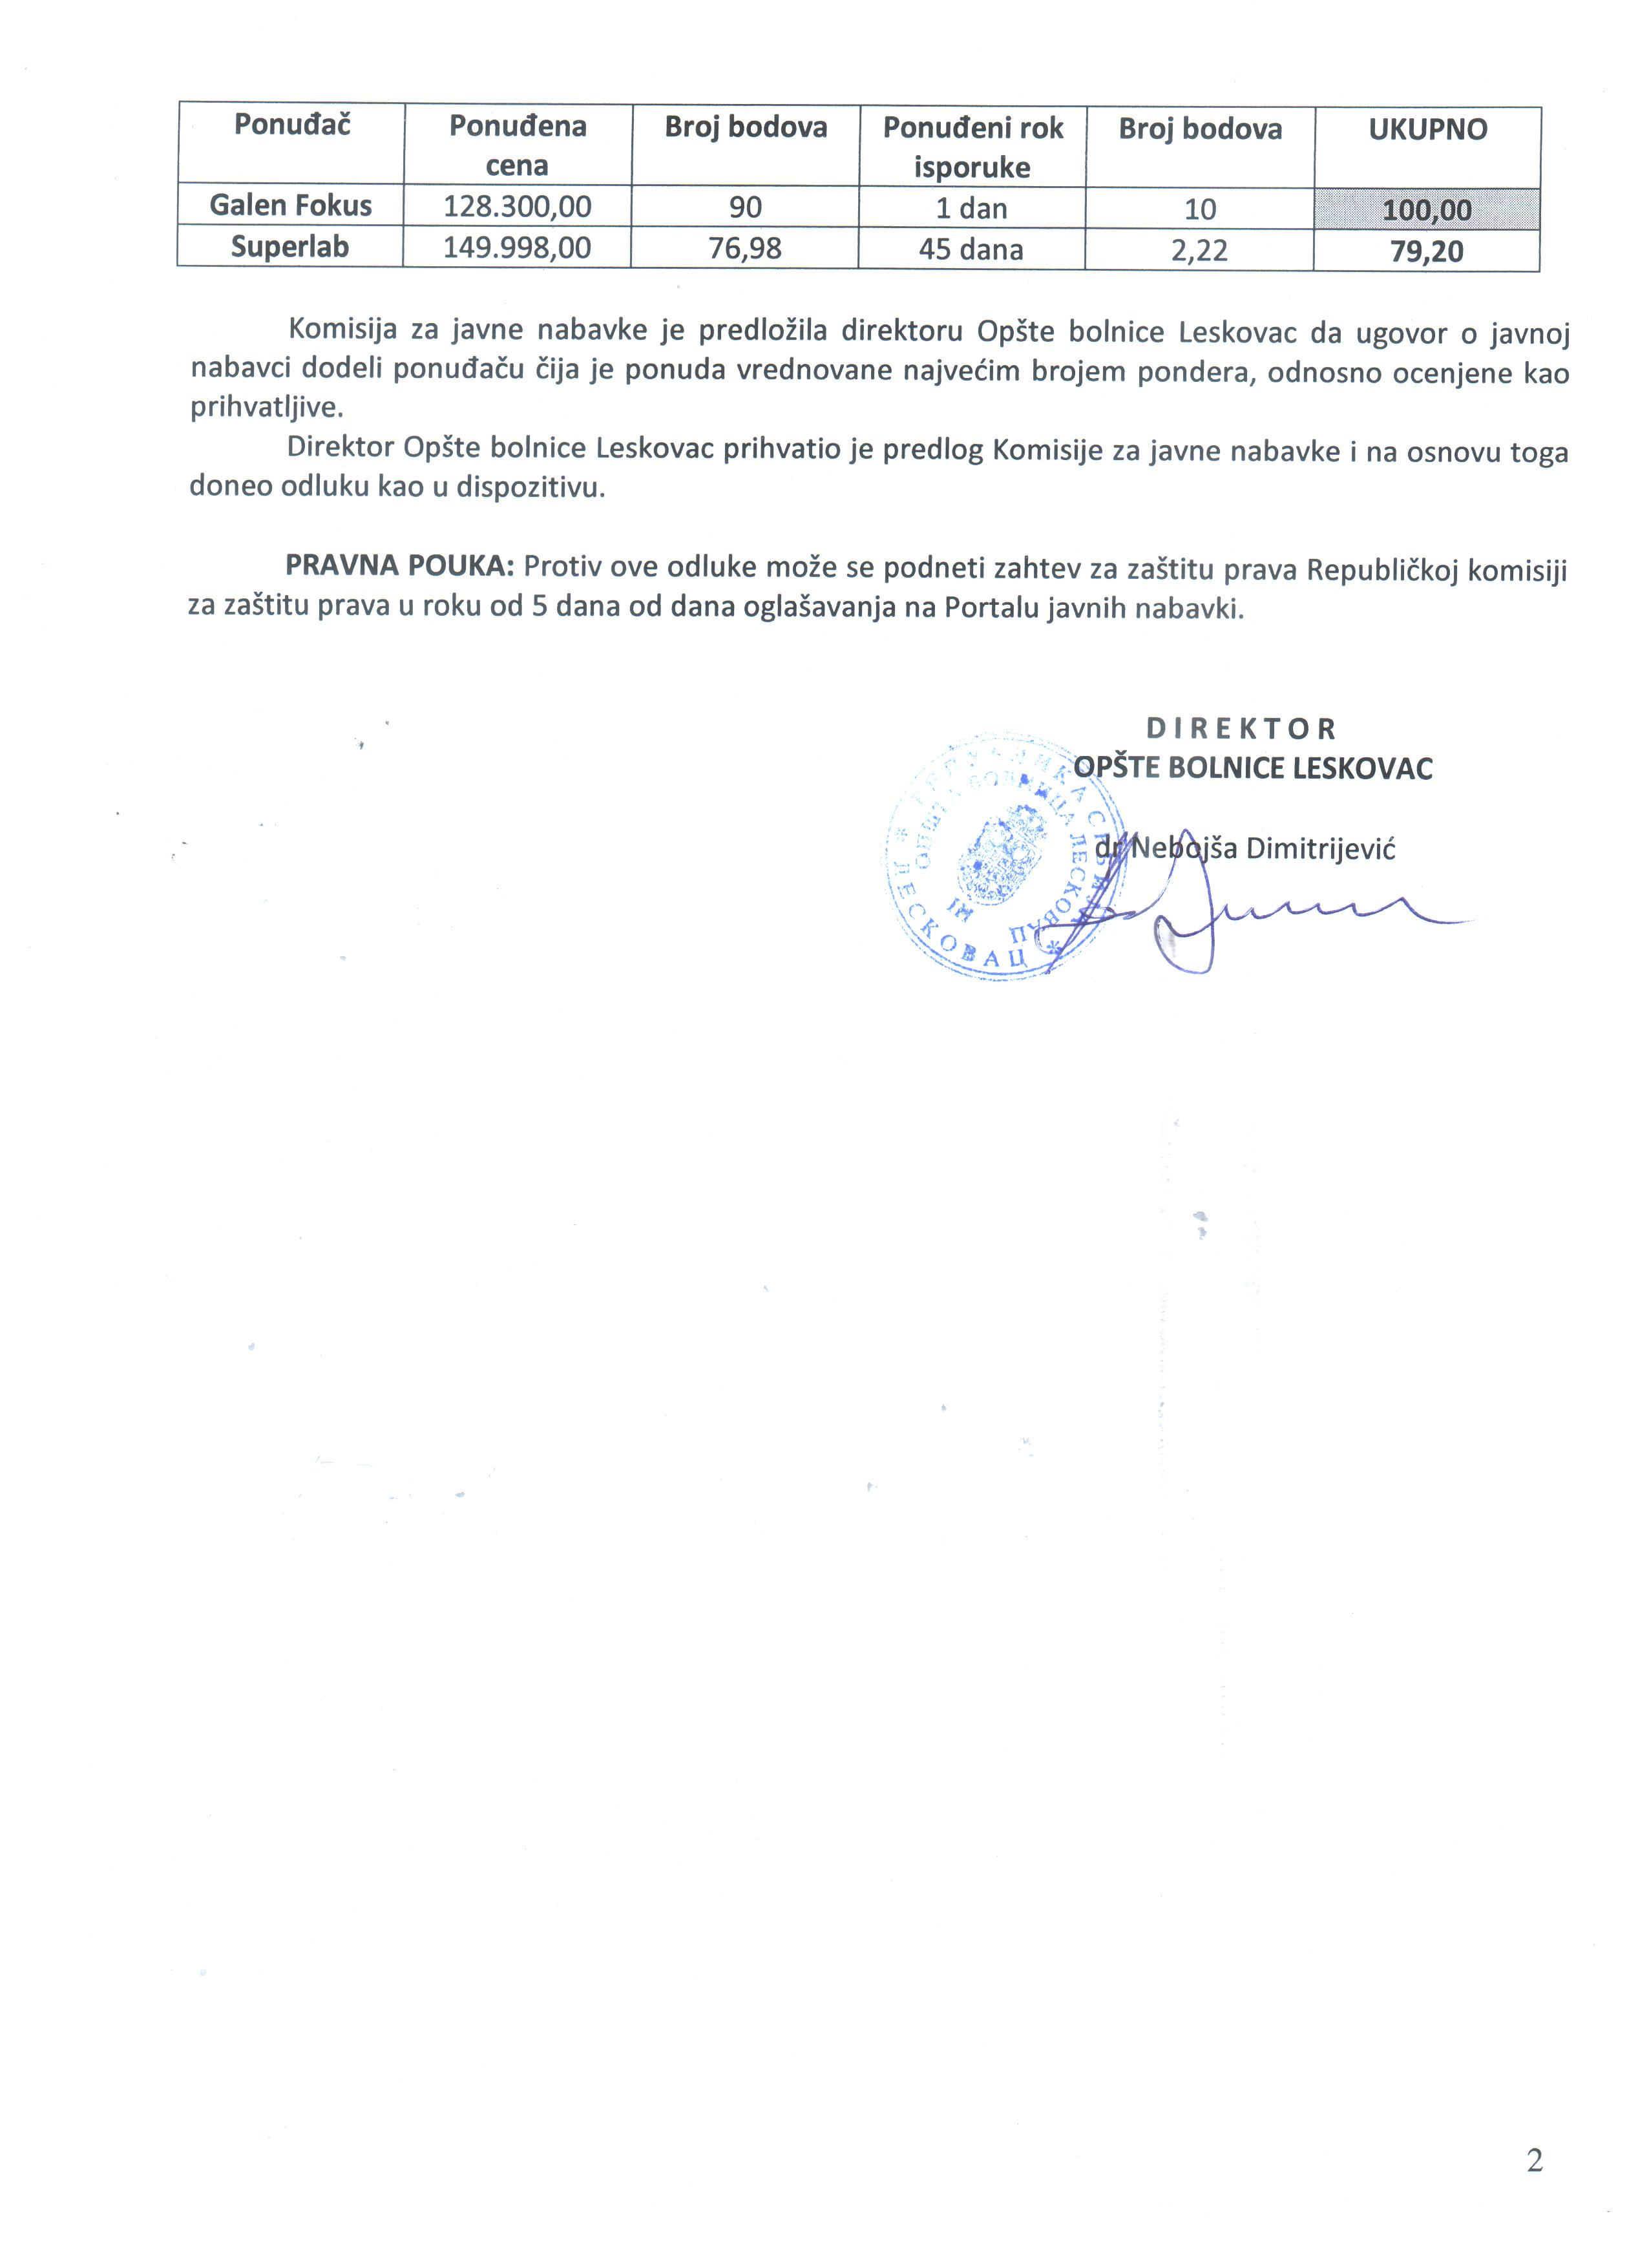 Ponuđač Ponuđena cena Broj bodova Ponuđeni rok isporuke Broj bodova UKUPNO
Galen Fokus 128.300,00 90 1 dan 10 100,00
Superlab 149.998,00 76,98 45 dana 2,22 79,20
Komisija za javne nabavke je predložila direktoru Opšte bolnice Leskovac da ugovor o javnoj
nabavci dodeli ponuđaču čija je ponuda vrednovane najvećim brojem pondera, odnosno ocenjene kao
prihvatljive.
Direktor Opšte bolnice Leskovac prihvatio je predlog Komisije za javne nabavke i na osnovu toga
doneo odluku kao u dispozitivu.
PRAVNA POUKA: Protiv ove odluke može se podneti zahtev za zaštitu prava Republičkoj komisiji
za zaštitu prava u roku od 5 dana od dana oglašavanja na Portalu javnih nabavki.
D I R E K T O R
OPŠTE BOLNICE LESKOVAC
dr Nebojša Dimitrijević
ЛЕСКОВАЦ
2